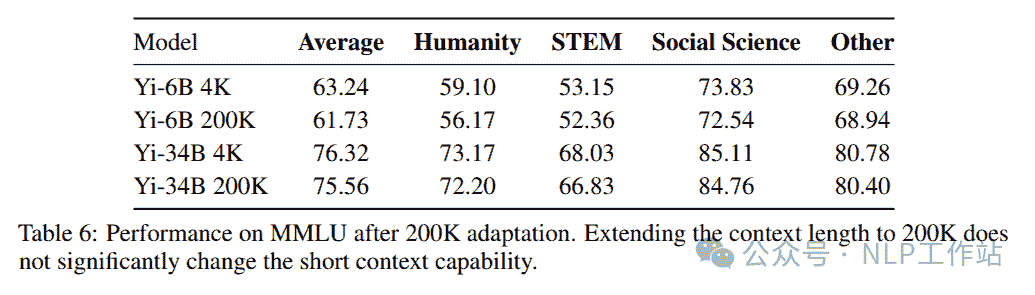 Model Average Humanity STEM Social Science Other
Yi-6B 4K 63.24 59.10 53.15 73.83 69.26
Yi-6B 200K 61.73 56.17 52.36 72.54 68.94
Yi-34B 4K 76.32 73.17 68.03 85.11 80.78
Yi-34B 200K 75.56 72.20 66.83 84.76 80.40
Table 6: Performance on MMLU after 200K adaptation. Extending the context length to 200K does
not significantly change the short context capability.
公众号 · NLP工作站